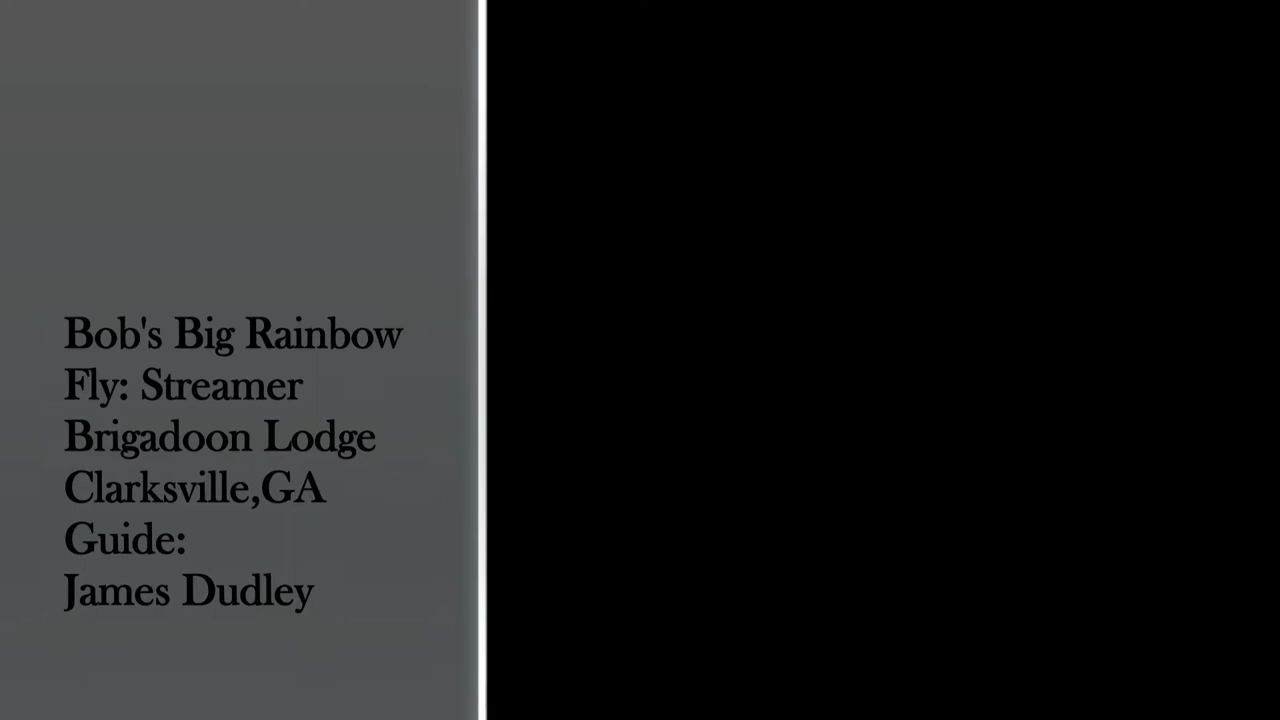 Bob's Big Rainbow
Fly: Streamer
Brigadoon Lodge
Clarksville,GA
Guide:
James Dudley